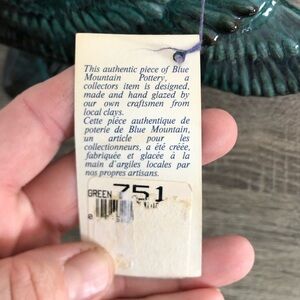 This authentic piece of Blue
Mountain Pottery, a
collectors item is designed,
made and hand glazed by
our own craftsmen from
local clays.
Cette pièce authentique de
poterie de Blue Mountain,
un article pour les
collectionneurs, a été créée,
fabriquée et glacée à la
main d'argiles locales par
nos propres artisans.
GREEN 751